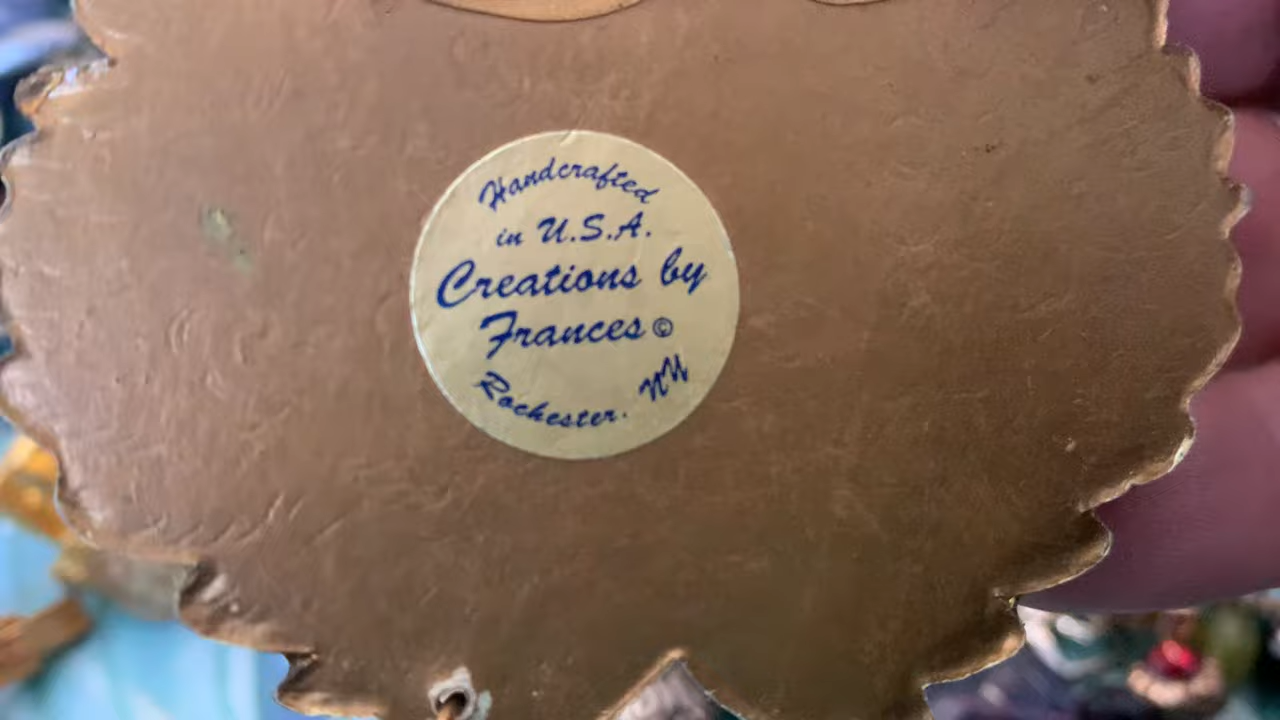 Handcrafted
in U.S.A.
Creations by
Frances ©
Rochester. NY